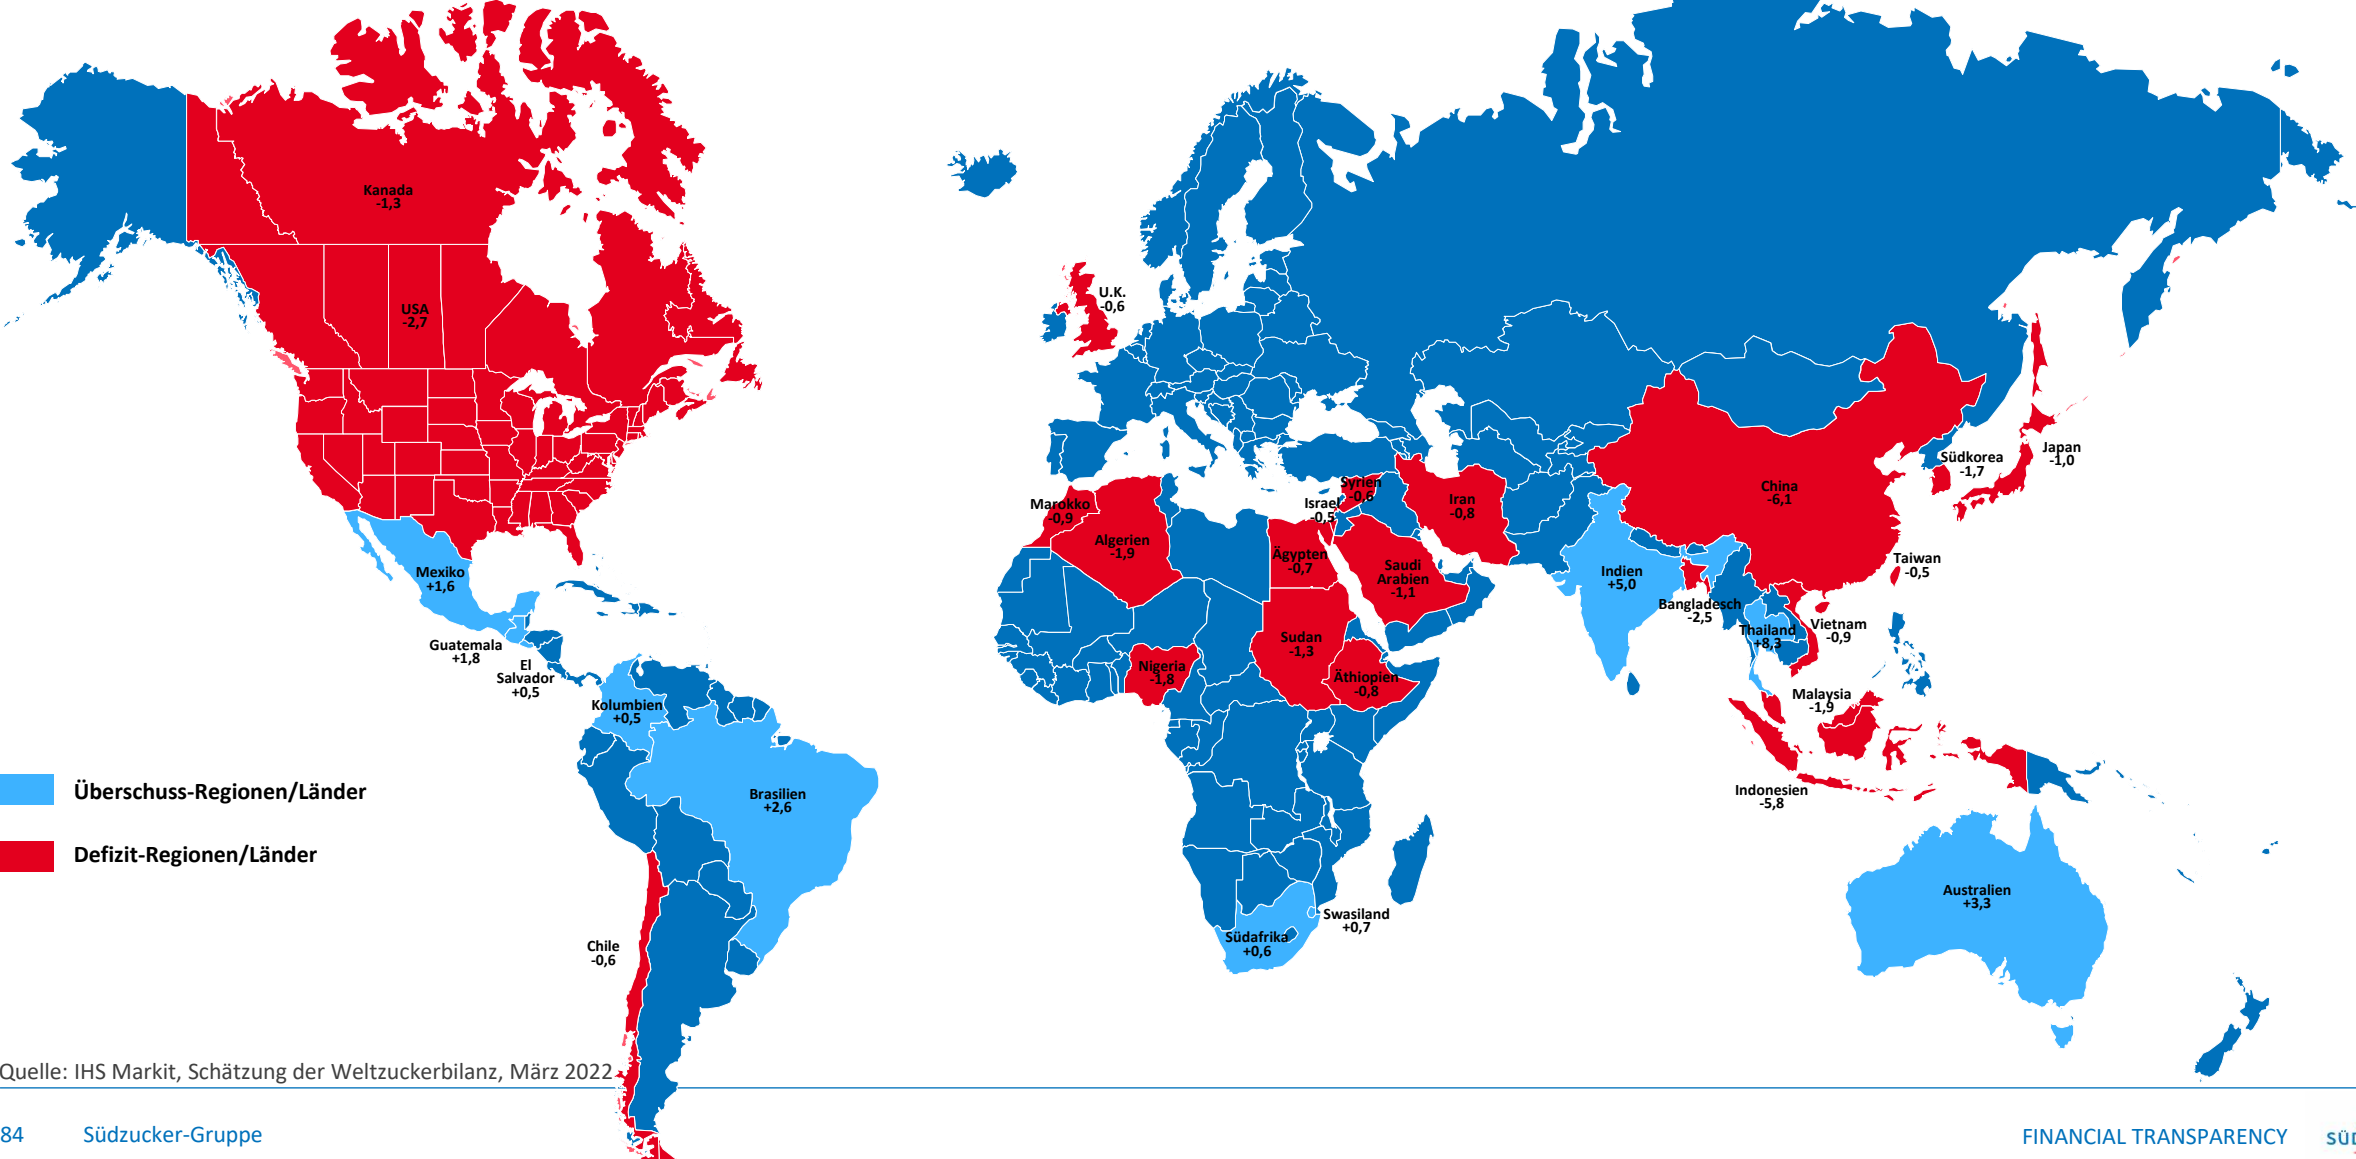 Kanada
-1,3
USA
-2,7
U.K.
-0,6
Mexiko
+1,6
Guatemala
+1,8
El
Salvador
+0,5
Kolumbien
+0,5
Brasilien
+2,6
Chile
-0,6
Marokko
-0,9
Algerien
-1,9
Nigeria
-1,8
Ägypten
-0,7
Sudan
-1,3
Äthiopien
-0,8
Südafrika
+0,6
Swasiland
+0,7
Israel
-0,5
Syrien
-0,6
Saudi
Arabien
-1,1
Iran
-0,8
Indien
+5,0
Bangladesch
-2,5
China
-6,1
Südkorea
-1,7
Japan
-1,0
Taiwan
-0,5
Thailand
+8,3
Vietnam
-0,9
Malaysia
-1,9
Indonesien
-5,8
Australien
+3,3
Überschuss-Regionen/Länder
Defizit-Regionen/Länder
Quelle: IHS Markit, Schätzung der Weltzuckerbilanz, März 2022
84 Südzucker-Gruppe FINANCIAL TRANSPARENCY